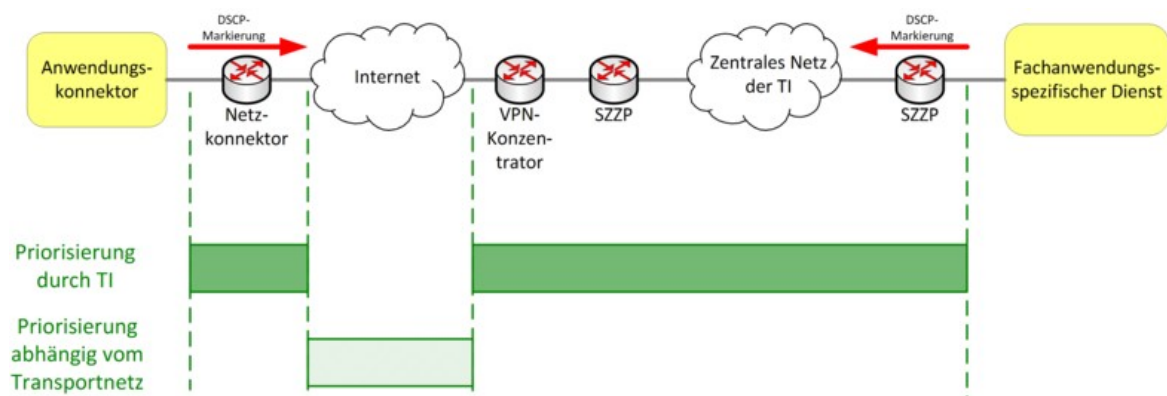 DSCP-
Markierung
DSCP-
Markierung
Anwendungs-
konnektor
Internet
Zentrales Netz
der TI
Fachanwendungs-
spezifischer Dienst
Netz-
konnektor
VPN-
Konzen-
trator
SZZP
SZZP
Priorisierung
durch TI
Priorisierung
abhängig vom
Transportnetz